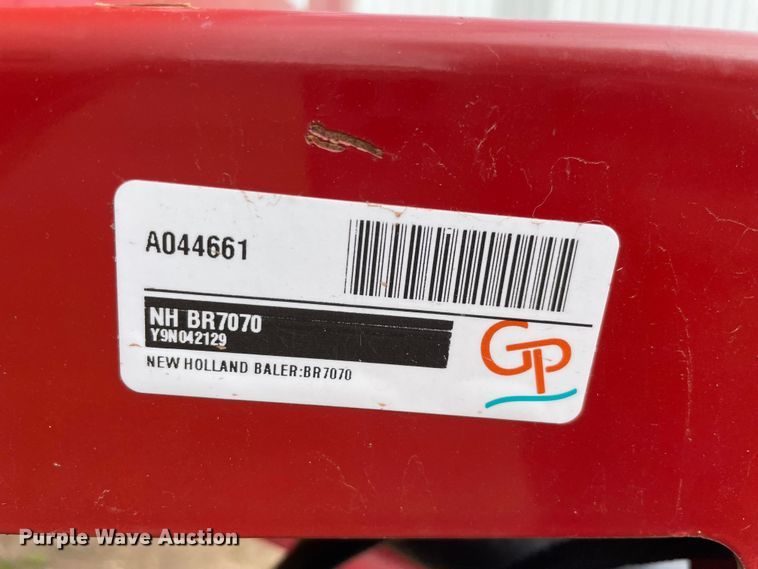 A044661
NH BR7070
Y9N042129
NEW HOLLAND BALER:BR7070
GP
Purple Wave Auction